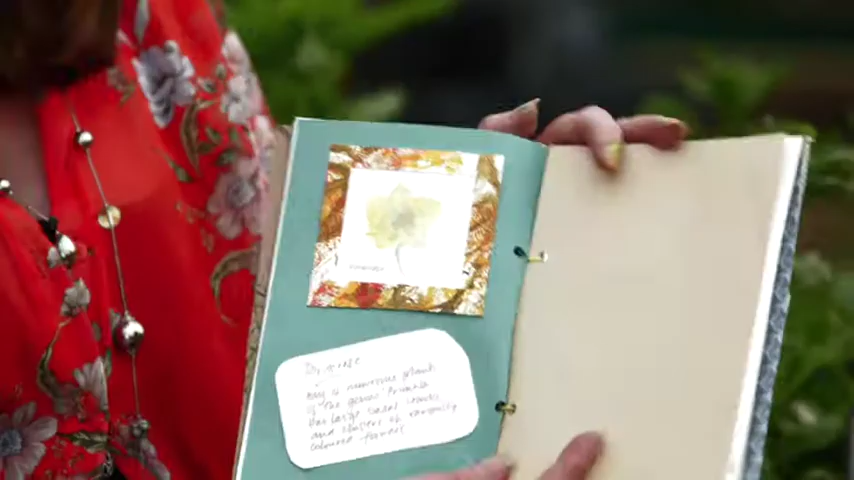 any of numerous plants
of the genus Primula
has large basal leaves
and clusters of variously
coloured flowers